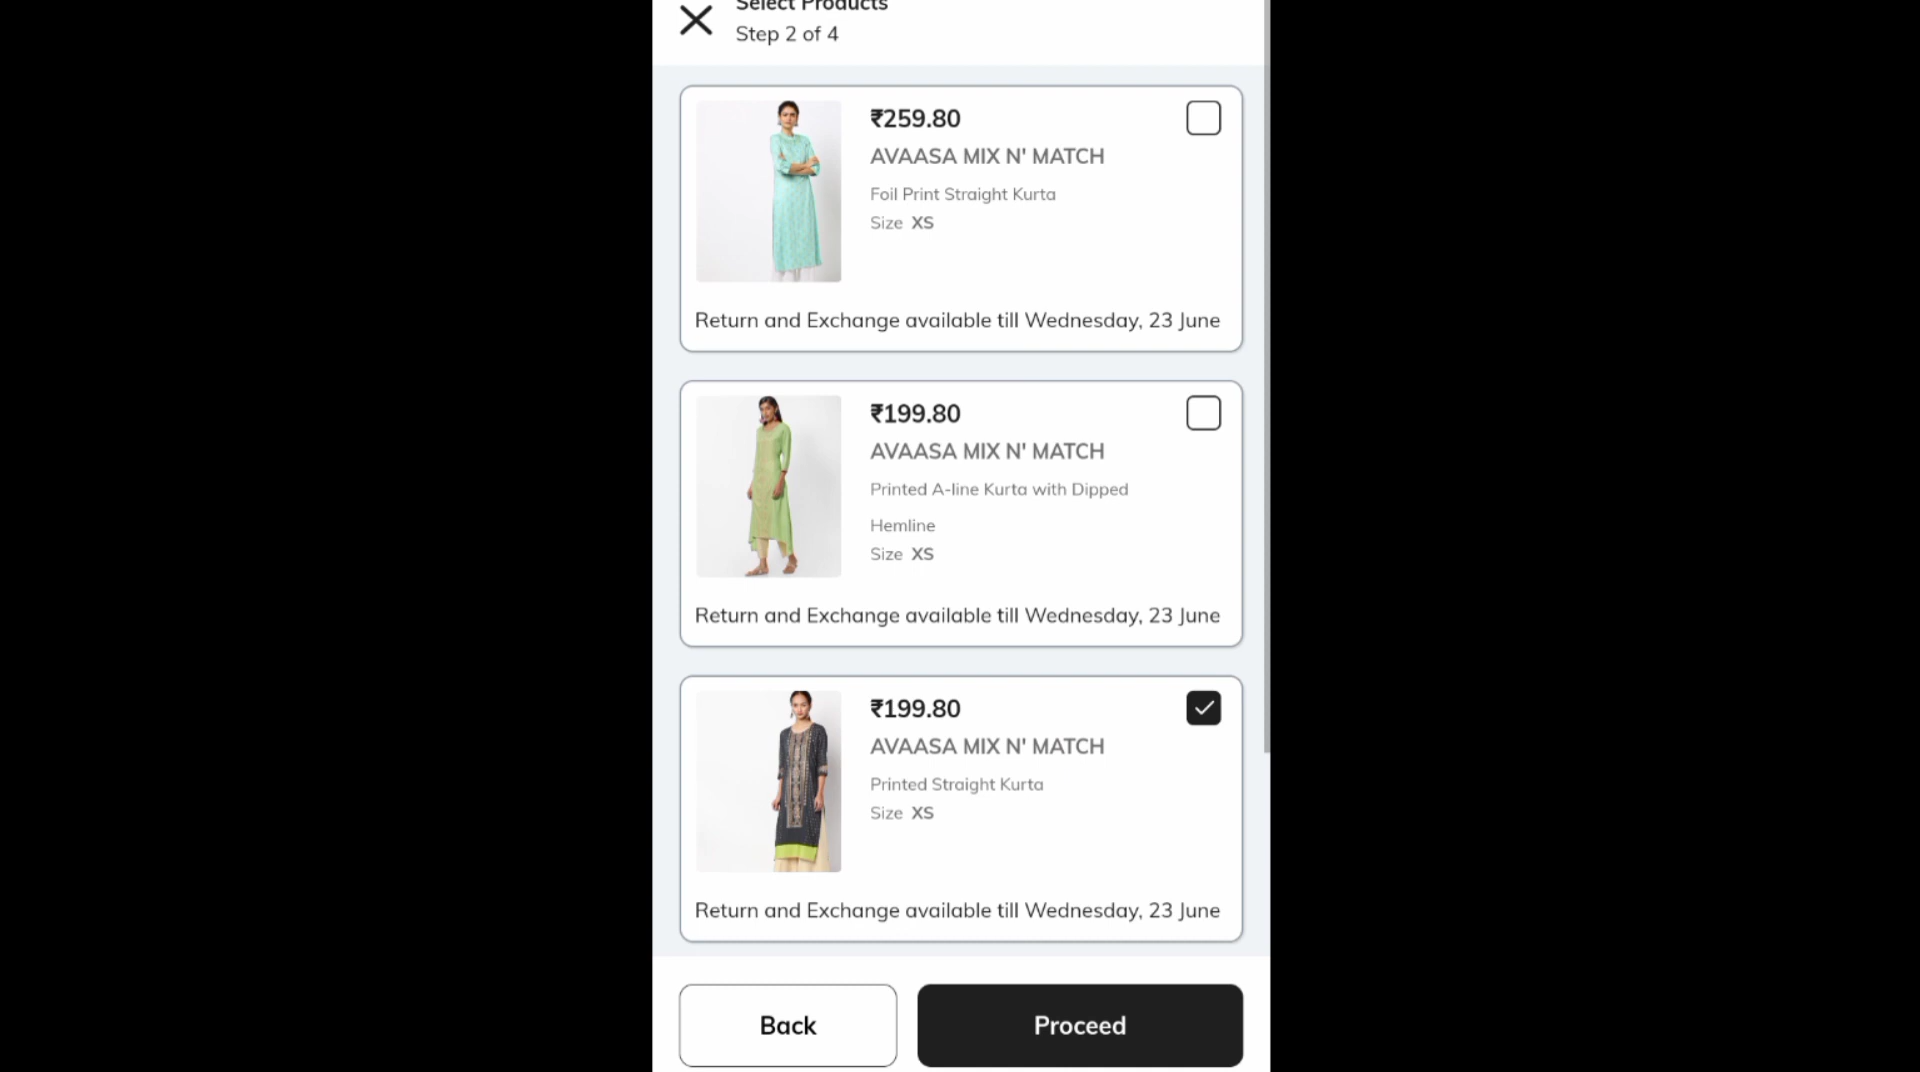 Select Products
Step 2 of 4
₹259.80
AVAASA MIX N' MATCH
Foil Print Straight Kurta
Size XS
Return and Exchange available till Wednesday, 23 June
₹199.80
AVAASA MIX N' MATCH
Printed A-line Kurta with Dipped
Hemline
Size XS
Return and Exchange available till Wednesday, 23 June
₹199.80
AVAASA MIX N' MATCH
Printed Straight Kurta
Size XS
Return and Exchange available till Wednesday, 23 June
Back
Proceed